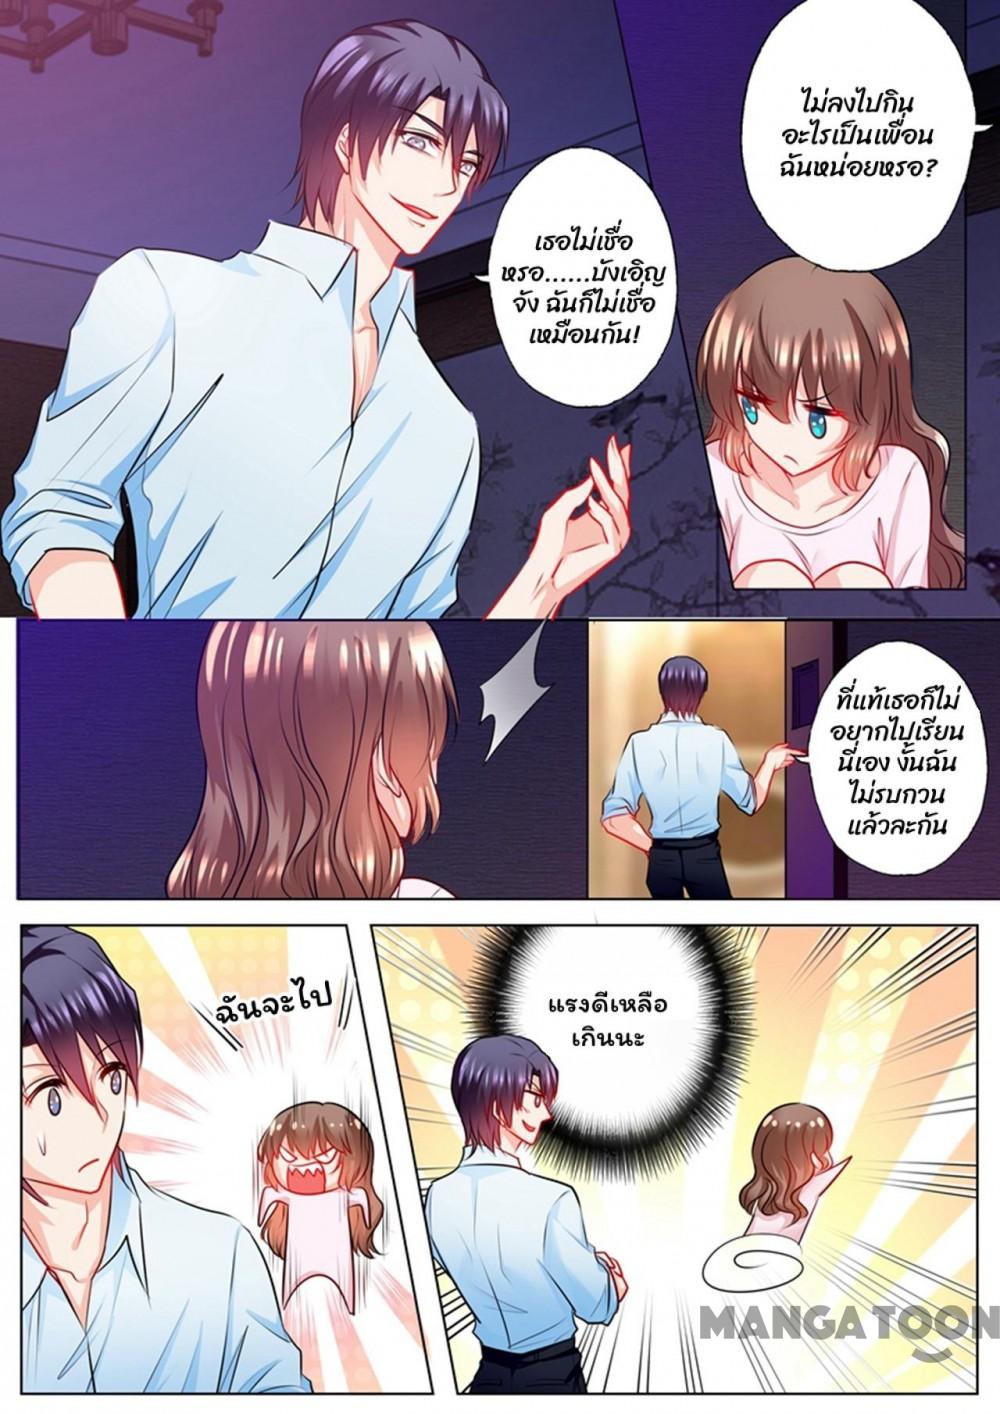 ไม่ลงไปกิน
อะไรเป็นเพื่อน
ฉันหน่อยหรอ?
เธอไม่เชื่อ
หรอ......บังเอิญ
จัง ฉันก็ไม่เชื่อ
เหมือนกัน!
ที่แท้เธอก็ไม่
อยากไปเรียน
นี่เอง งั้นฉัน
ไม่รบกวน
แล้วละกัน
ฉันจะไป
แรงดีเหลือ
เกินนะ
MANGATOON